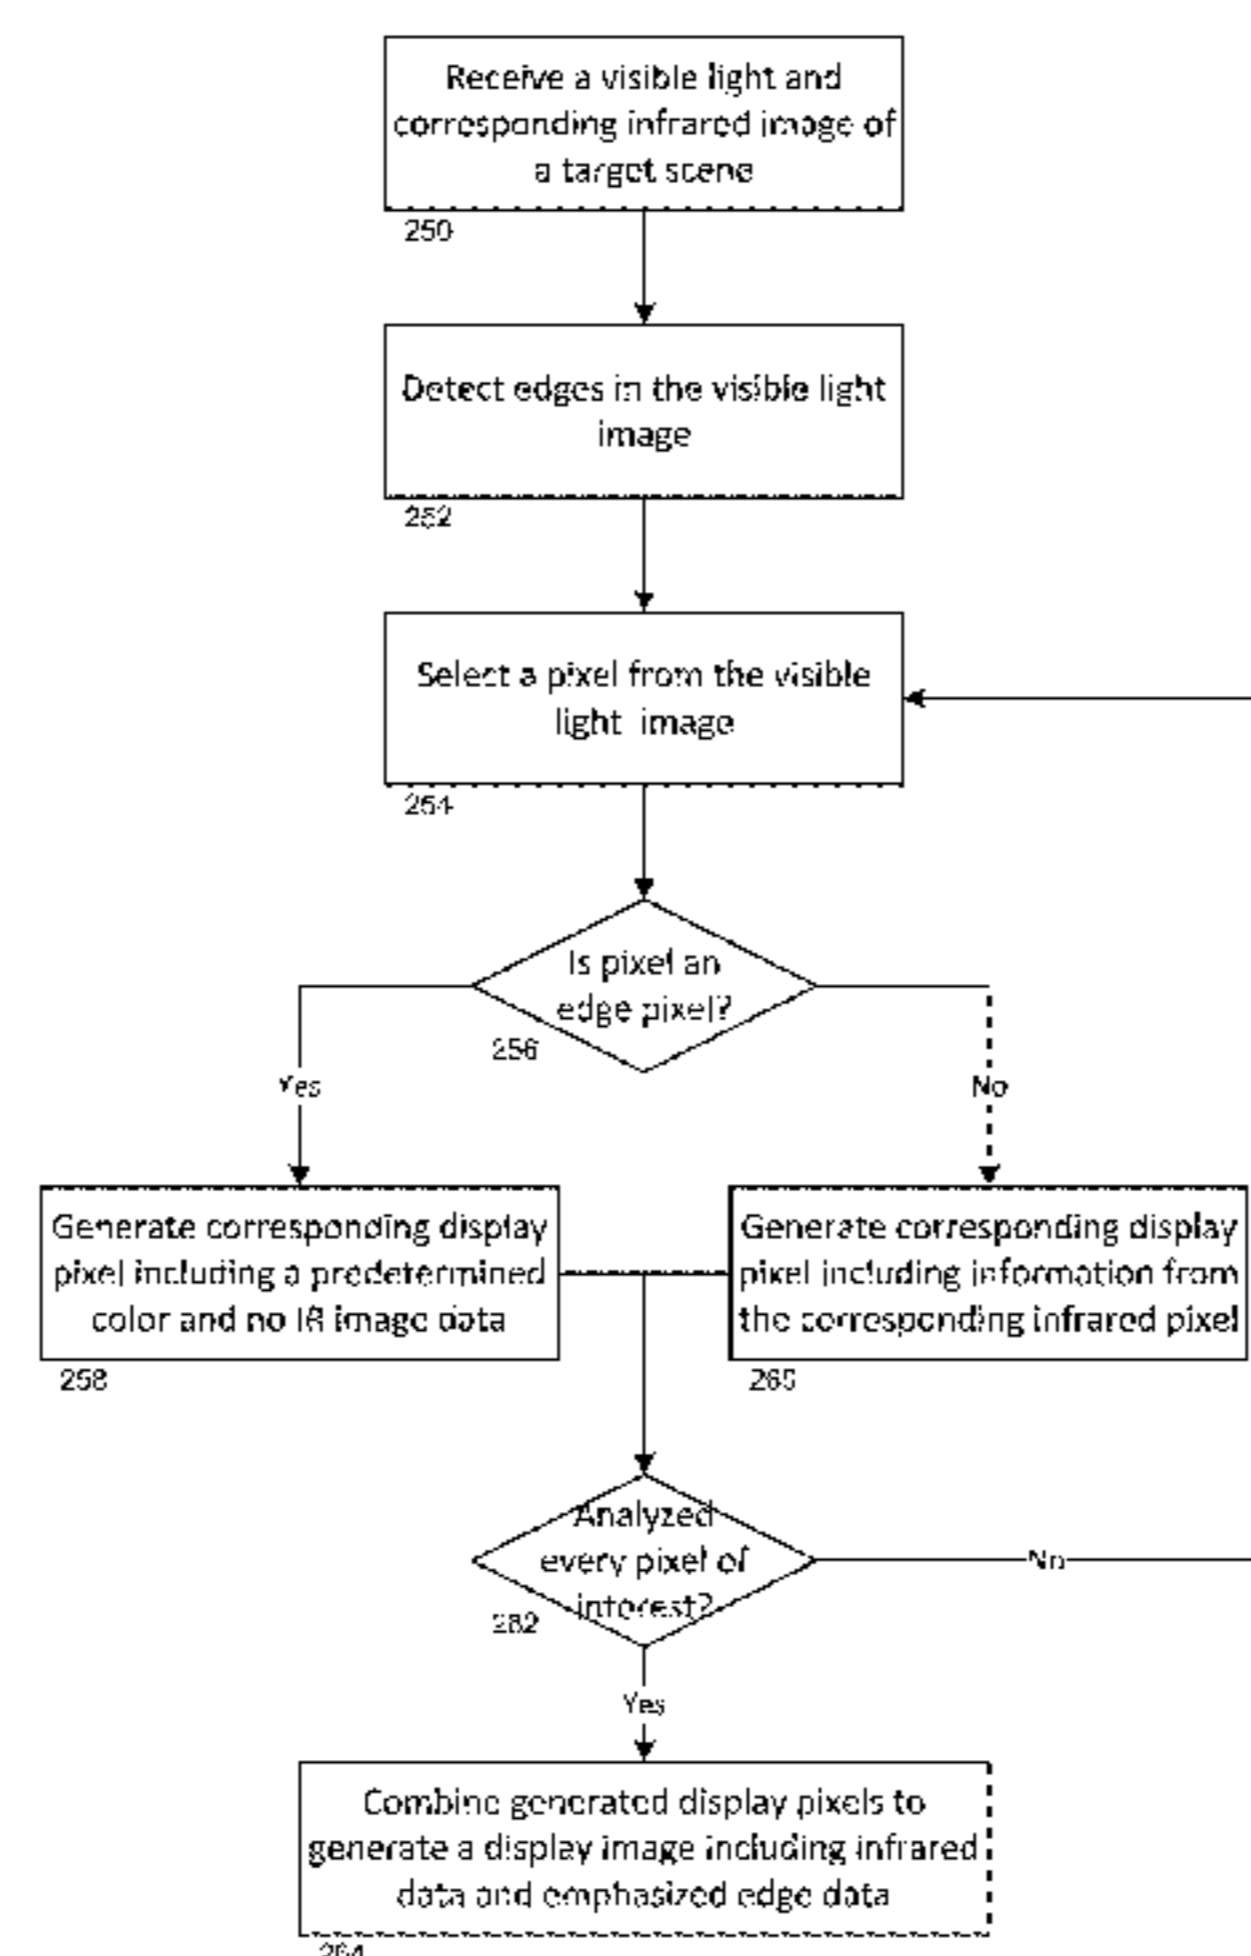 Receive a visible light and
corresponding infrared image of
a target scene
250
Detect edges in the visible light
image
252
Select a pixel from the visible
light image
254
Is pixel an
edge pixel?
256
Yes
No
Generate corresponding display
pixel including a predetermined
color and no IR image data
258
Generate corresponding display
pixel including information from
the corresponding infrared pixel
Analyzed
every pixel of
interest?
No
Yes
Combine generated display pixels to
generate a display image including infrared
data and emphasized edge data